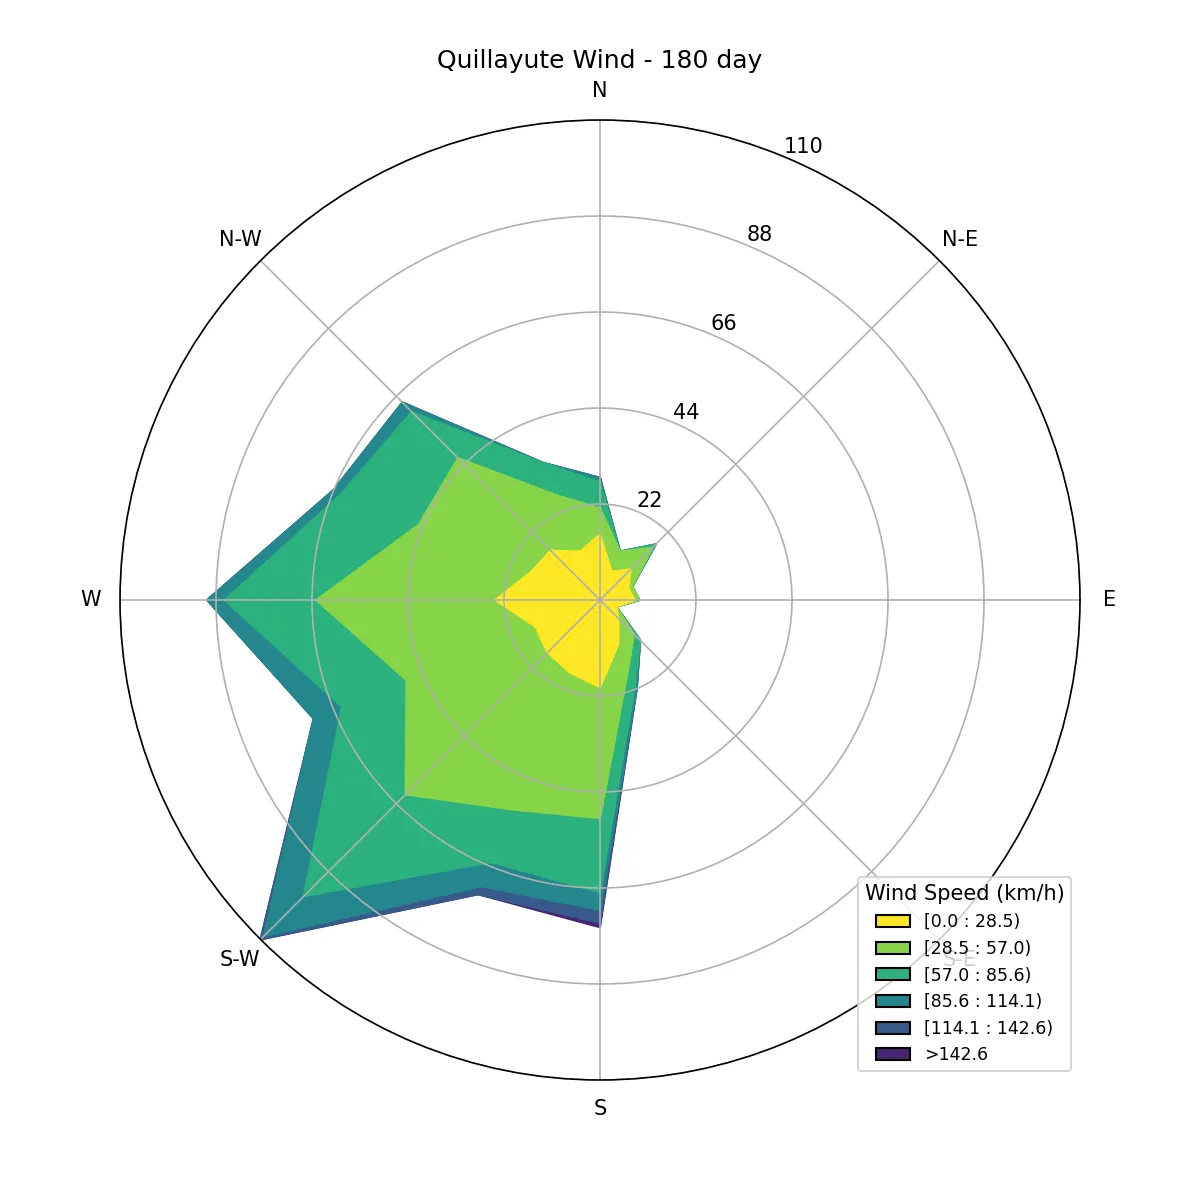 Quillayute Wind - 180 day
N
110
88
N-W
N-E
66
44
22
W
E
Wind Speed (km/h)
[0.0 : 28.5)
[28.5 : 57.0)
S-W
S-E
[57.0 : 85.6)
[85.6 : 114.1)
[114.1 : 142.6)
>142.6
S